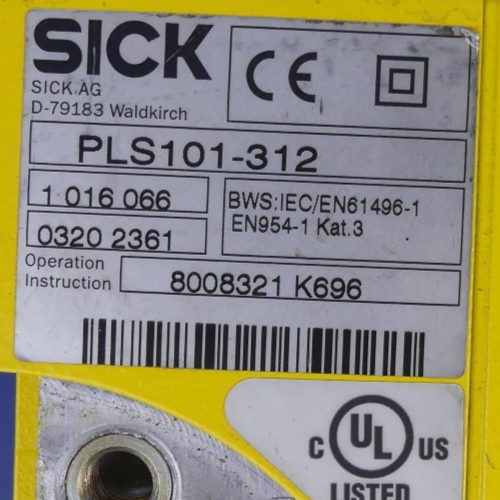 SICK
SICK AG
D-79183 Waldkirch
CE
PLS101-312
1 016 066
BWS:IEC/EN61496-1
EN954-1 Kat.3
0320 2361
Operation
Instruction
8008321 K696
C UL US
LISTED